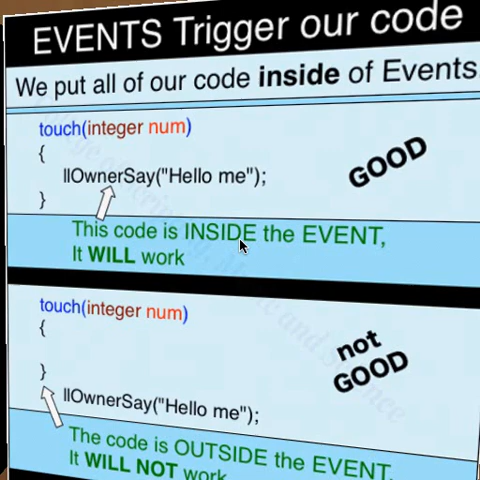 EVENTS Trigger our code
We put all of our code inside of Events
touch(integer num)
{
llOwnerSay("Hello me");
}
GOOD
This code is INSIDE the EVENT,
It WILL work
touch(integer num)
{
}
llOwnerSay("Hello me");
not
GOOD
The code is OUTSIDE the EVENT,
It WILL NOT work